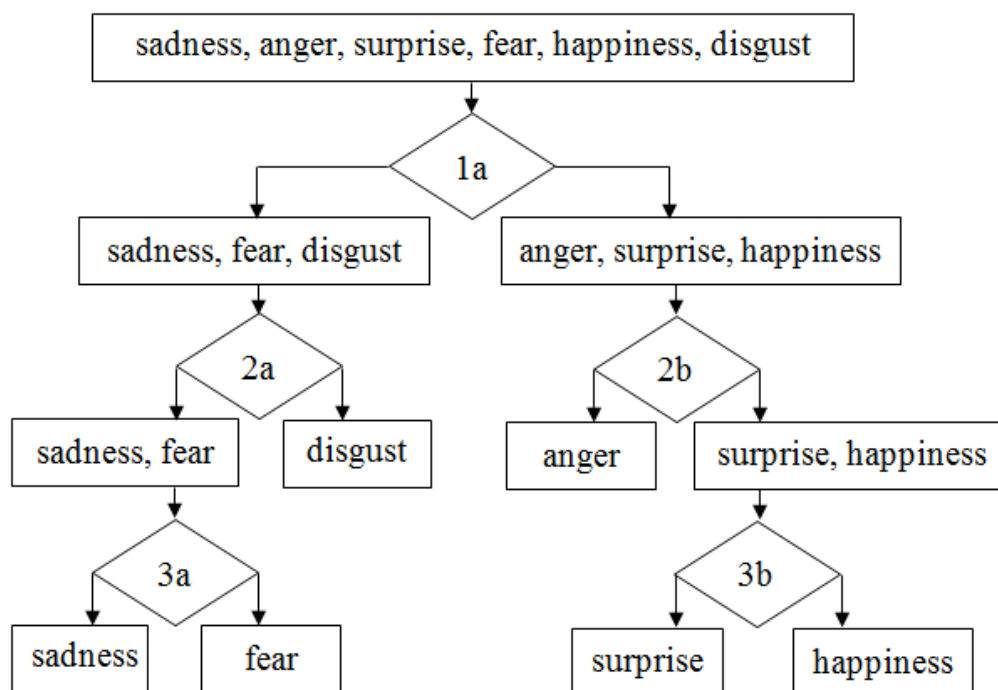 sadness, anger, surprise, fear, happiness, disgust
1a
sadness, fear, disgust
anger, surprise, happiness
2a
2b
sadness, fear
disgust
anger
surprise, happiness
3a
3b
sadness
fear
surprise
happiness